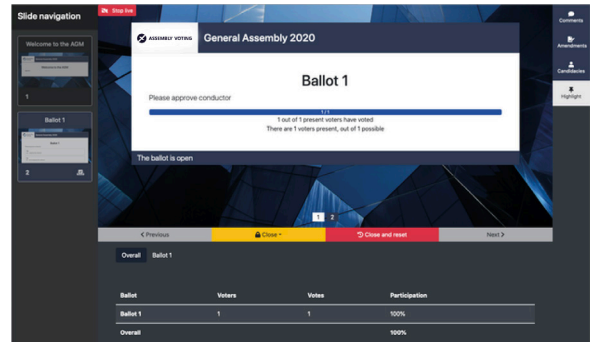 Slide navigation
Welcome to the AGM
1
Ballot 1
2
Stop live
ASSEMBLY VOTING
General Assembly 2020
Ballot 1
Please approve conductor
1/1
1 out of 1 present voters have voted
There are 1 voters present, out of 1 possible
The ballot is open
1 2
< Previous
Close
Close and reset
Next >
Overall Ballot 1
Ballot Voters Votes Participation
Ballot 1 1 1 100%
Overall 100%
Comments
Amendments
Candidacies
Highlight